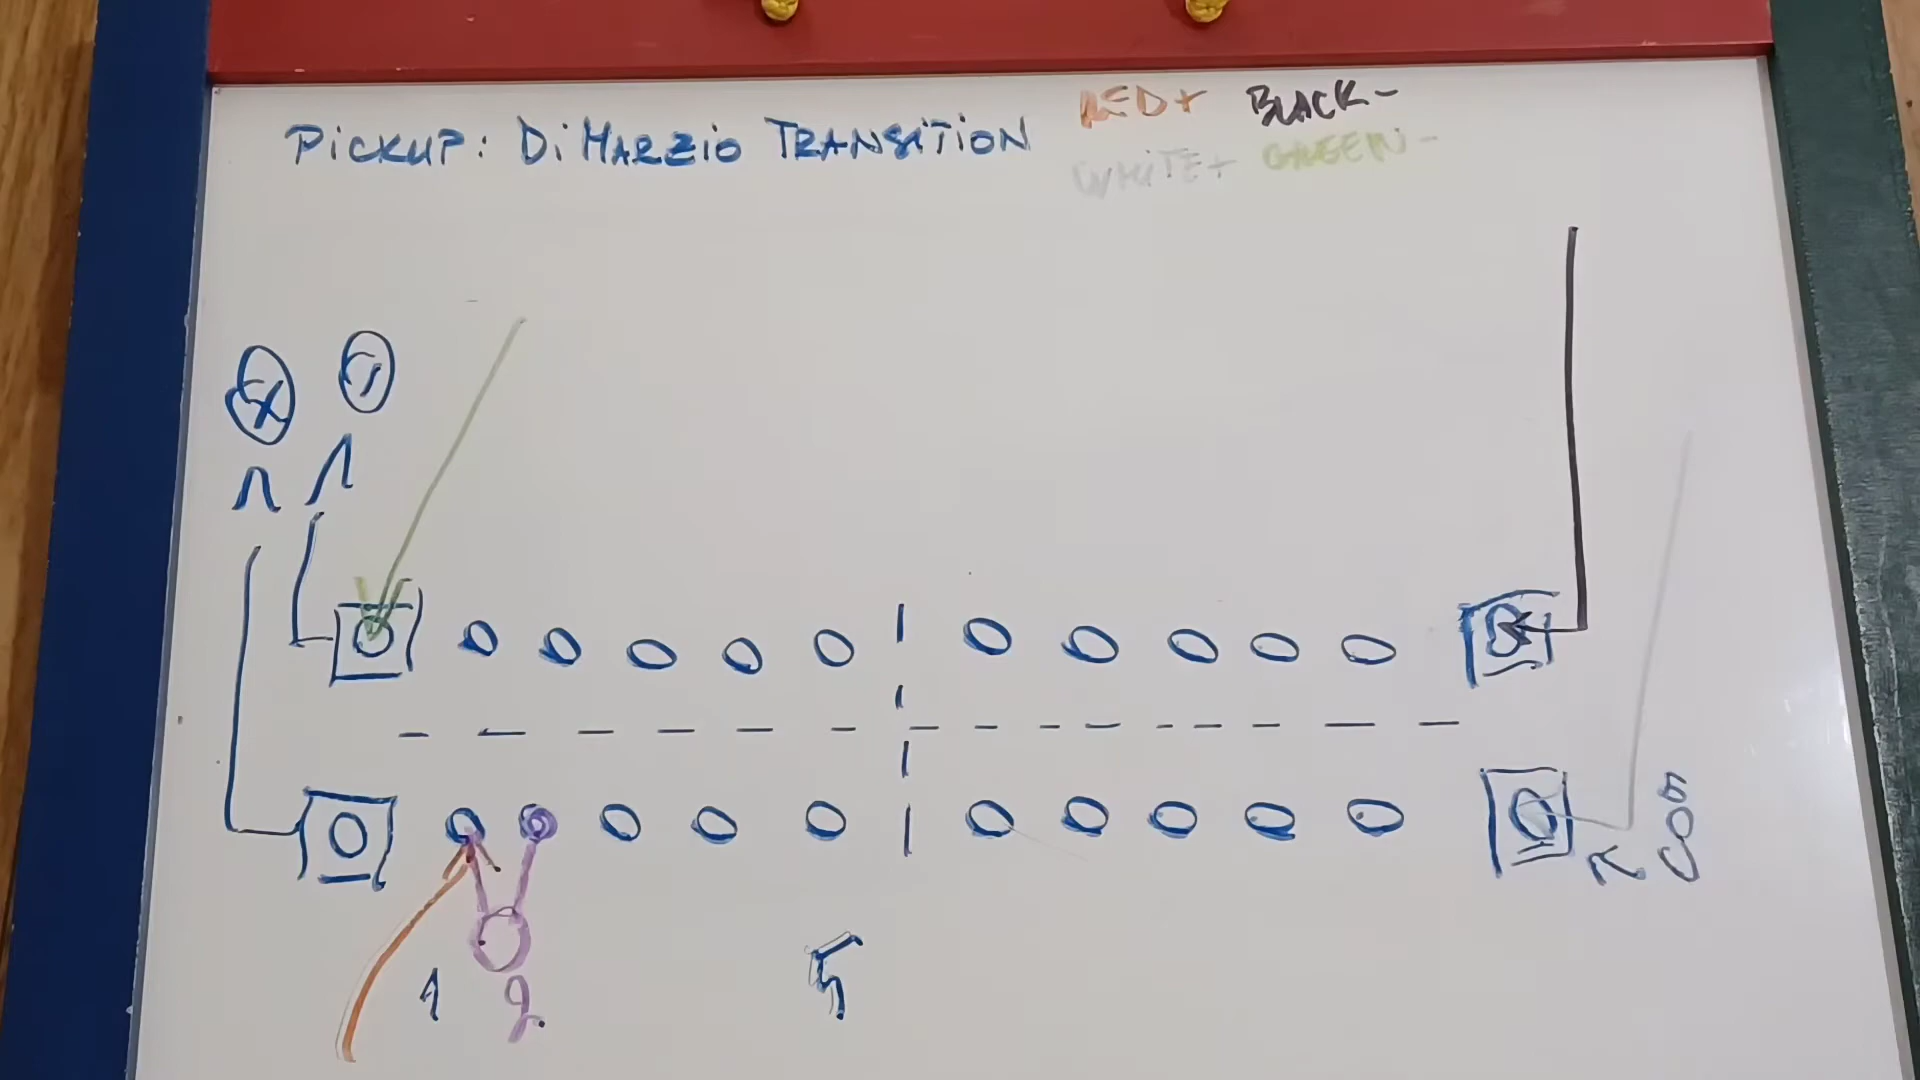 PICKUP: DiMARZiO TRANSiTiON
RED+ BLACK-
WHiTE+ GREEN-
1 2 5